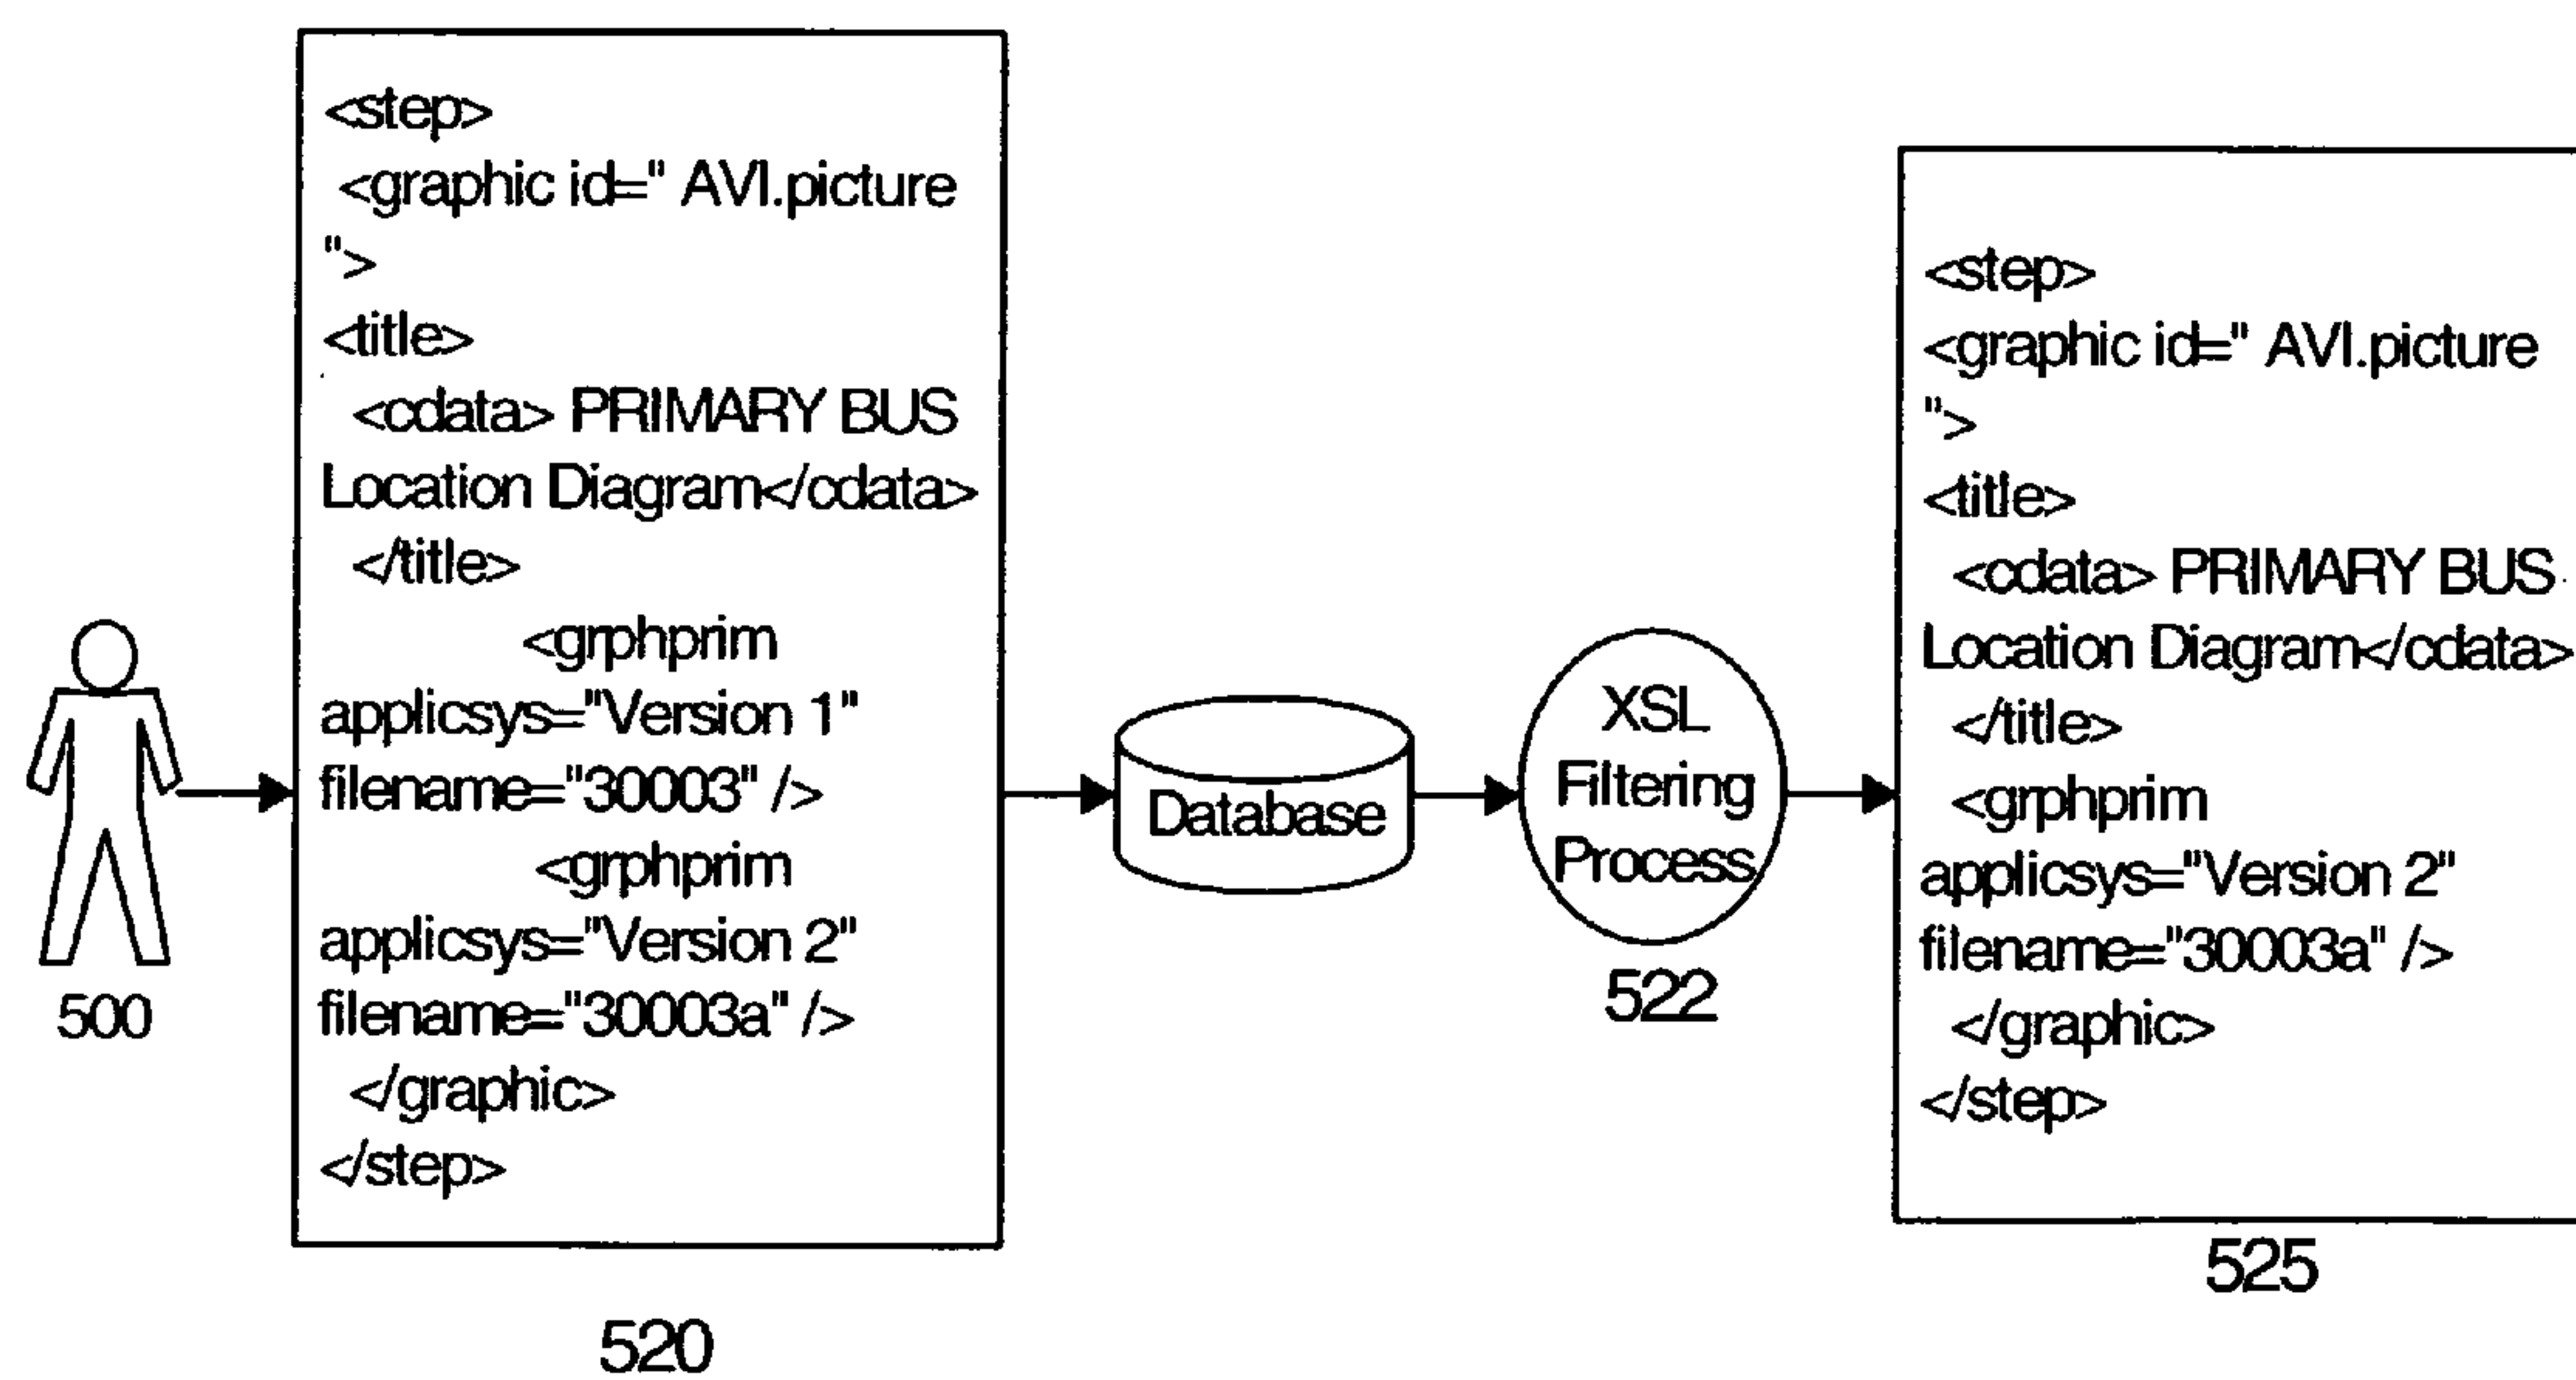 <step>
<graphic id=" AVI.picture
">
<title>
<cdata> PRIMARY BUS
Location Diagram</cdata>
</title>
<grphprim
applicsys="Version 1"
filename="30003" />
<grphprim
applicsys="Version 2"
filename="30003a" />
</graphic>
</step>
500
520
Database
XSL
Filtering
Process
522
<step>
<graphic id=" AVI.picture
">
<title>
<cdata> PRIMARY BUS
Location Diagram</cdata>
</title>
<grphprim
applicsys="Version 2"
filename="30003a" />
</graphic>
</step>
525